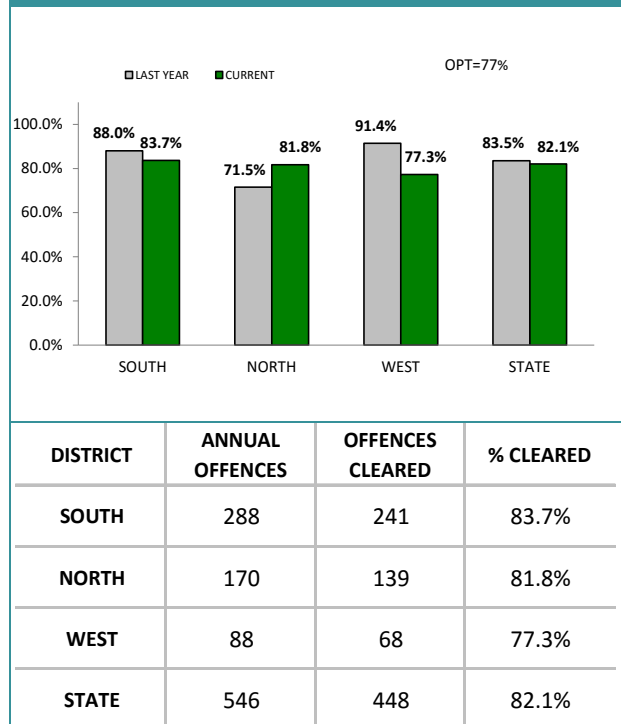 LAST YEAR CURRENT OPT=77%
100.0%
80.0%
60.0%
40.0%
20.0%
0.0%
88.0% 83.7% 71.5% 81.8% 91.4% 77.3% 83.5% 82.1%
SOUTH NORTH WEST STATE
DISTRICT ANNUAL OFFENCES OFFENCES CLEARED % CLEARED
SOUTH 288 241 83.7%
NORTH 170 139 81.8%
WEST 88 68 77.3%
STATE 546 448 82.1%